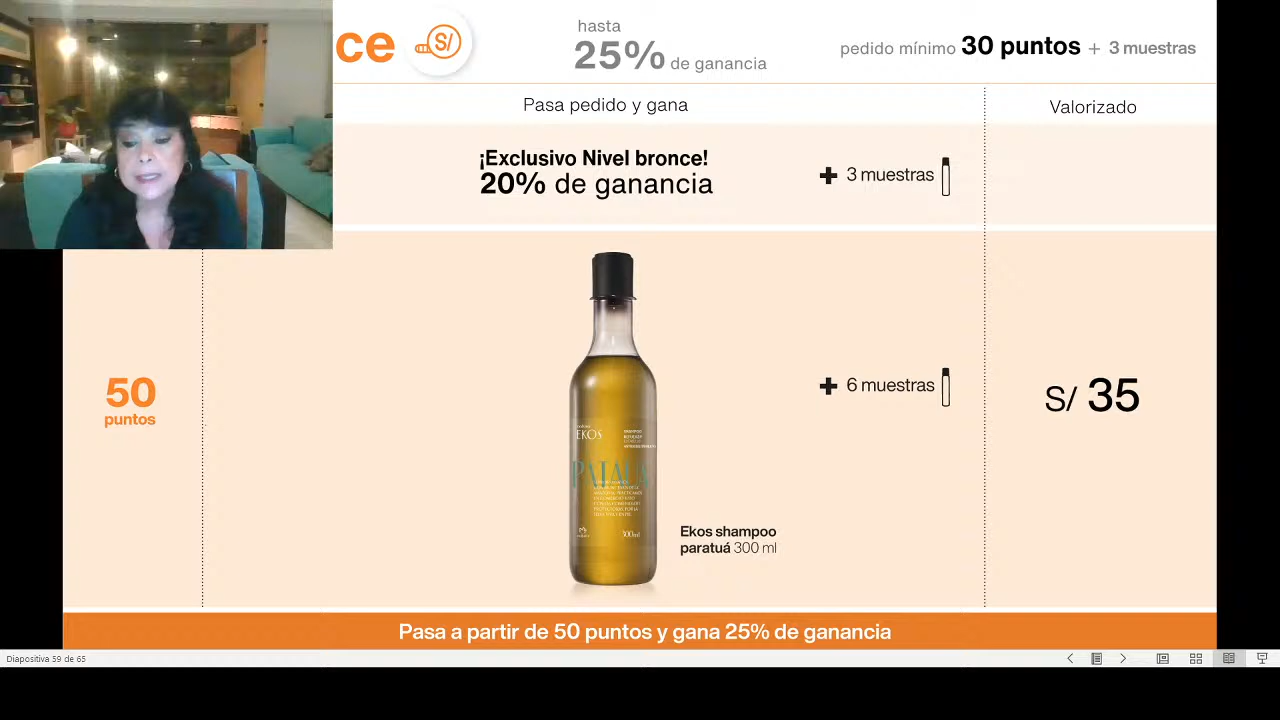 ce
S/
hasta
25% de ganancia
pedido mínimo 30 puntos + 3 muestras
Pasa pedido y gana
Valorizado
¡Exclusivo Nivel bronce!
20% de ganancia
+ 3 muestras
50
puntos
+ 6 muestras
S/ 35
EKOS
PATAUÁ
300ml
Ekos shampoo
paratuá 300 ml
Pasa a partir de 50 puntos y gana 25% de ganancia
Diapositiva 59 de 65